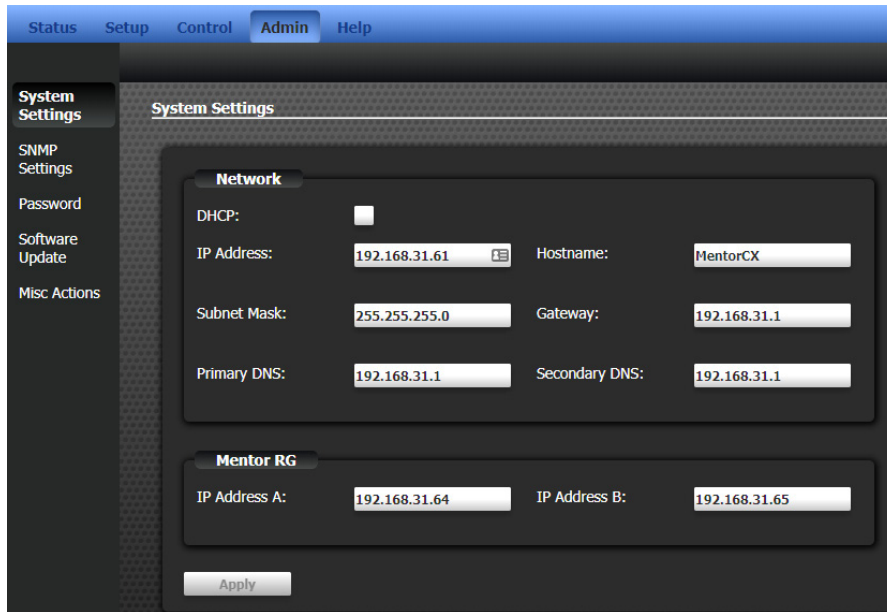 Status Setup Control Admin Help
System
Settings
SNMP
Settings
Password
Software
Update
Misc Actions
System Settings
Network
DHCP:
IP Address: 192.168.31.61 Hostname: MentorCX
Subnet Mask: 255.255.255.0 Gateway: 192.168.31.1
Primary DNS: 192.168.31.1 Secondary DNS: 192.168.31.1
Mentor RG
IP Address A: 192.168.31.64 IP Address B: 192.168.31.65
Apply